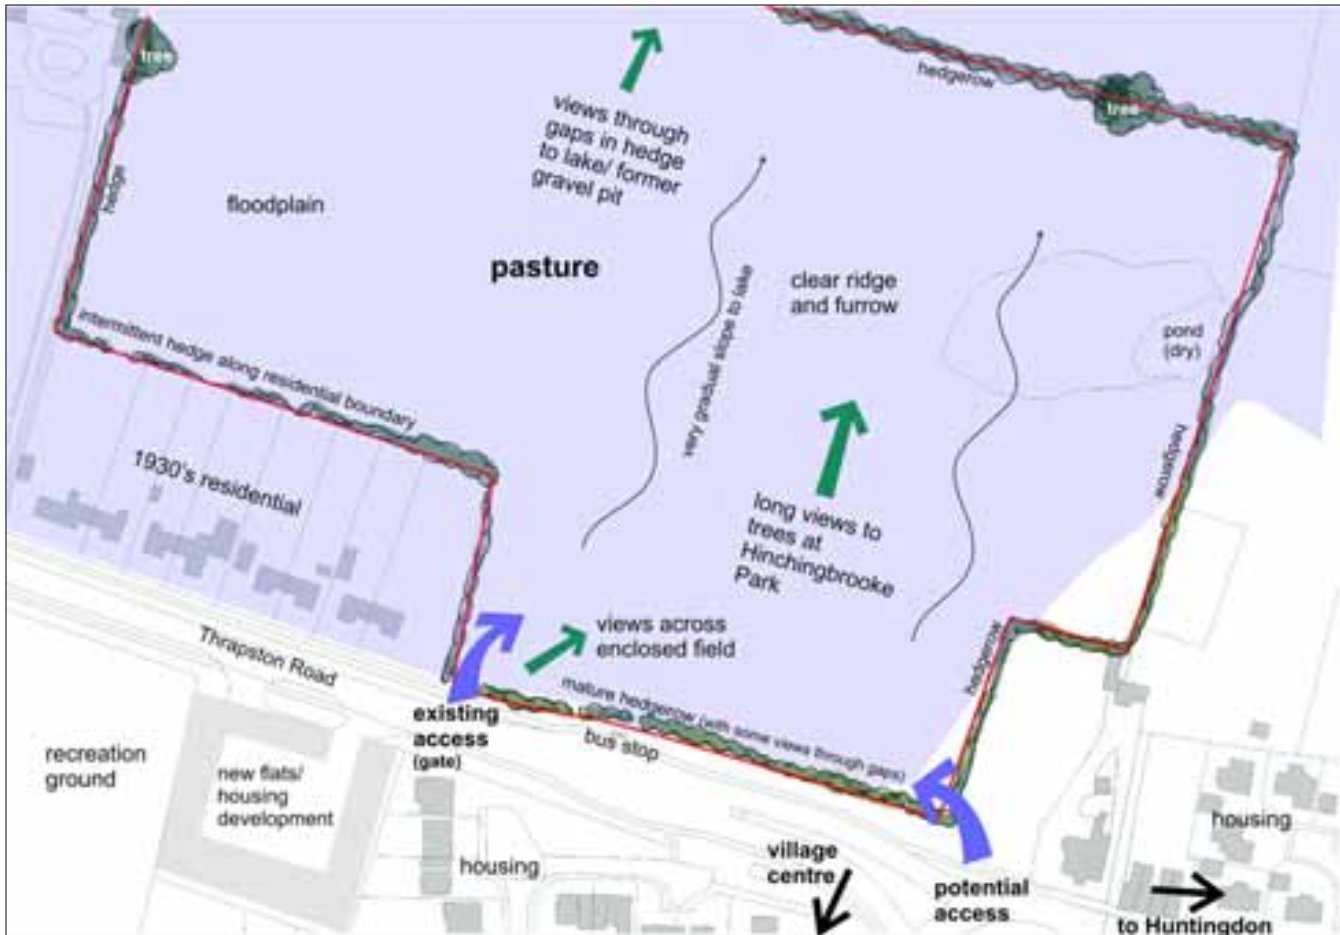 tree
hedgerow
tree
views through
gaps in hedge
to lake/ former
gravel pit
hedge
floodplain
pasture
clear ridge
and furrow
very gradual slope to lake
pond
(dry)
intermittent hedge along residential boundary
1930's residential
hedgerow
long views to
trees at
Hinchingbrooke
Park
views across
enclosed field
hedgerow
Thrapston Road
mature hedgerow (with some views through gaps)
existing
access
(gate)
bus stop
recreation
ground
new flats/
housing
development
housing
village
centre
potential
access
housing
to Huntingdon